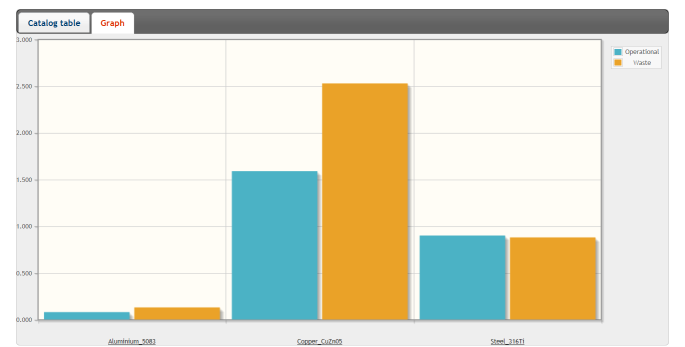 Catalog table Graph
3.000
Operational
Waste
2.500
2.000
1.500
1.000
0.500
0.000
Aluminium_5083 Copper_CuZn05 Steel_316Ti